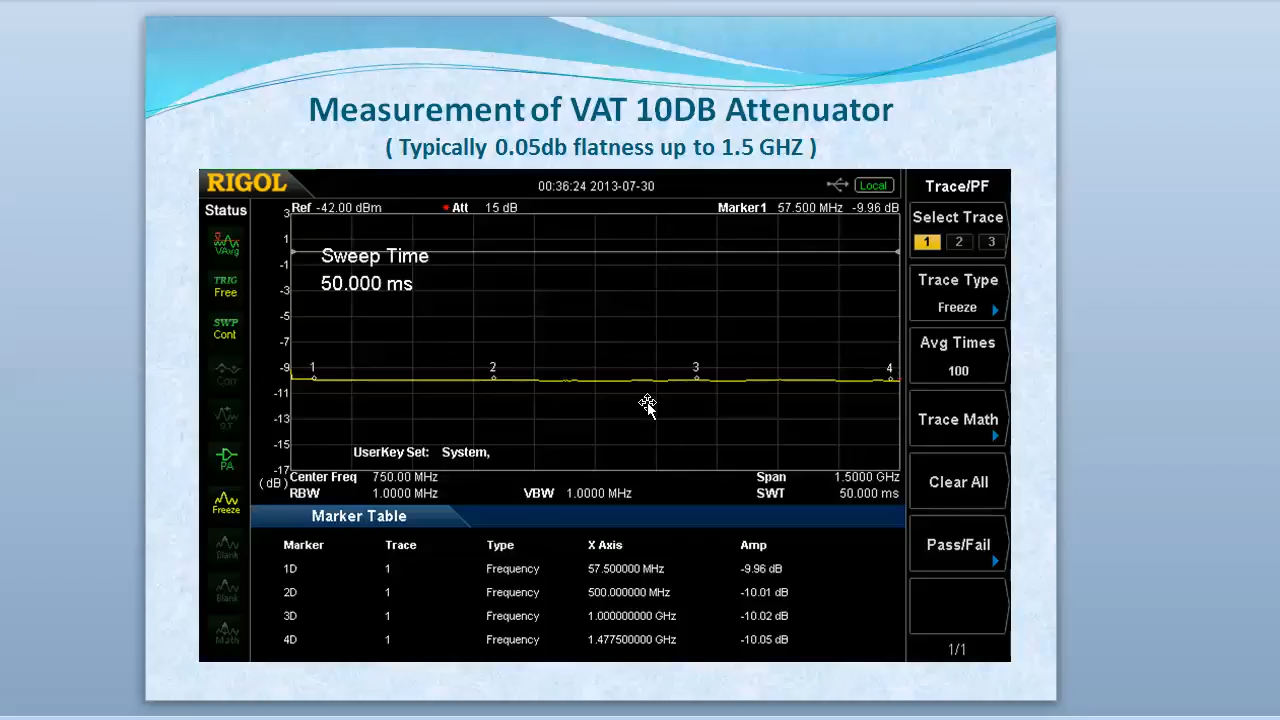 Measurement of VAT 10DB Attenuator
( Typically 0.05db flatness up to 1.5 GHZ )
RIGOL
00:36:24 2013-07-30
Local
Trace/PF
Status
Ref -42.00 dBm
Att 15 dB
Marker1 57.500 MHz -9.96 dB
Select Trace
1 2 3
VAvg
TRIG
Free
SWP
Cont
Corr
S.T
PA
Freeze
Blank
Blank
Math
3
1
-1
-3
-5
-7
-9
-11
-13
-15
-17
(dB)
Sweep Time
50.000 ms
1 2 3 4
UserKey Set: System,
Center Freq 750.00 MHz
Span 1.5000 GHz
RBW 1.0000 MHz
VBW 1.0000 MHz
SWT 50.000 ms
Trace Type
Freeze
Avg Times
100
Trace Math
Clear All
Pass/Fail
1/1
Marker Table
Marker Trace Type X Axis Amp
1D 1 Frequency 57.500000 MHz -9.96 dB
2D 1 Frequency 500.000000 MHz -10.01 dB
3D 1 Frequency 1.000000000 GHz -10.02 dB
4D 1 Frequency 1.477500000 GHz -10.05 dB